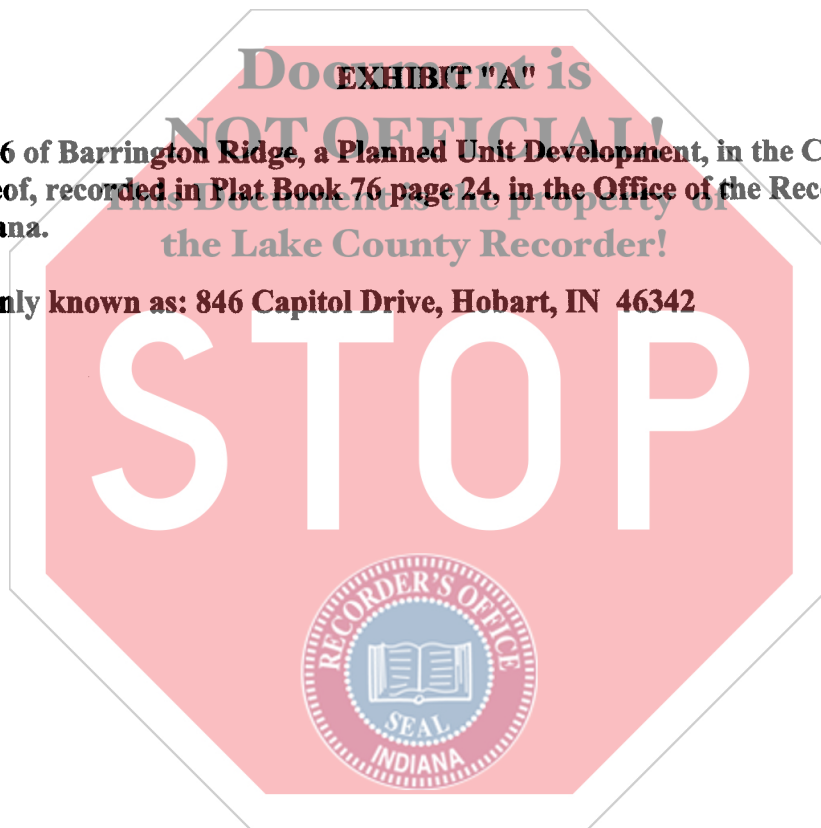 Document is
EXHIBIT "A"
NOT OFFICIAL!
6 of Barrington Ridge, a Planned Unit Development, in the C
eof, recorded in Plat Book 76 page 24, in the Office of the Rec
This Document is the property of
ana.
the Lake County Recorder!
nly known as: 846 Capitol Drive, Hobart, IN 46342
STOP
RECORDER'S OFFICE
SEAL
INDIANA